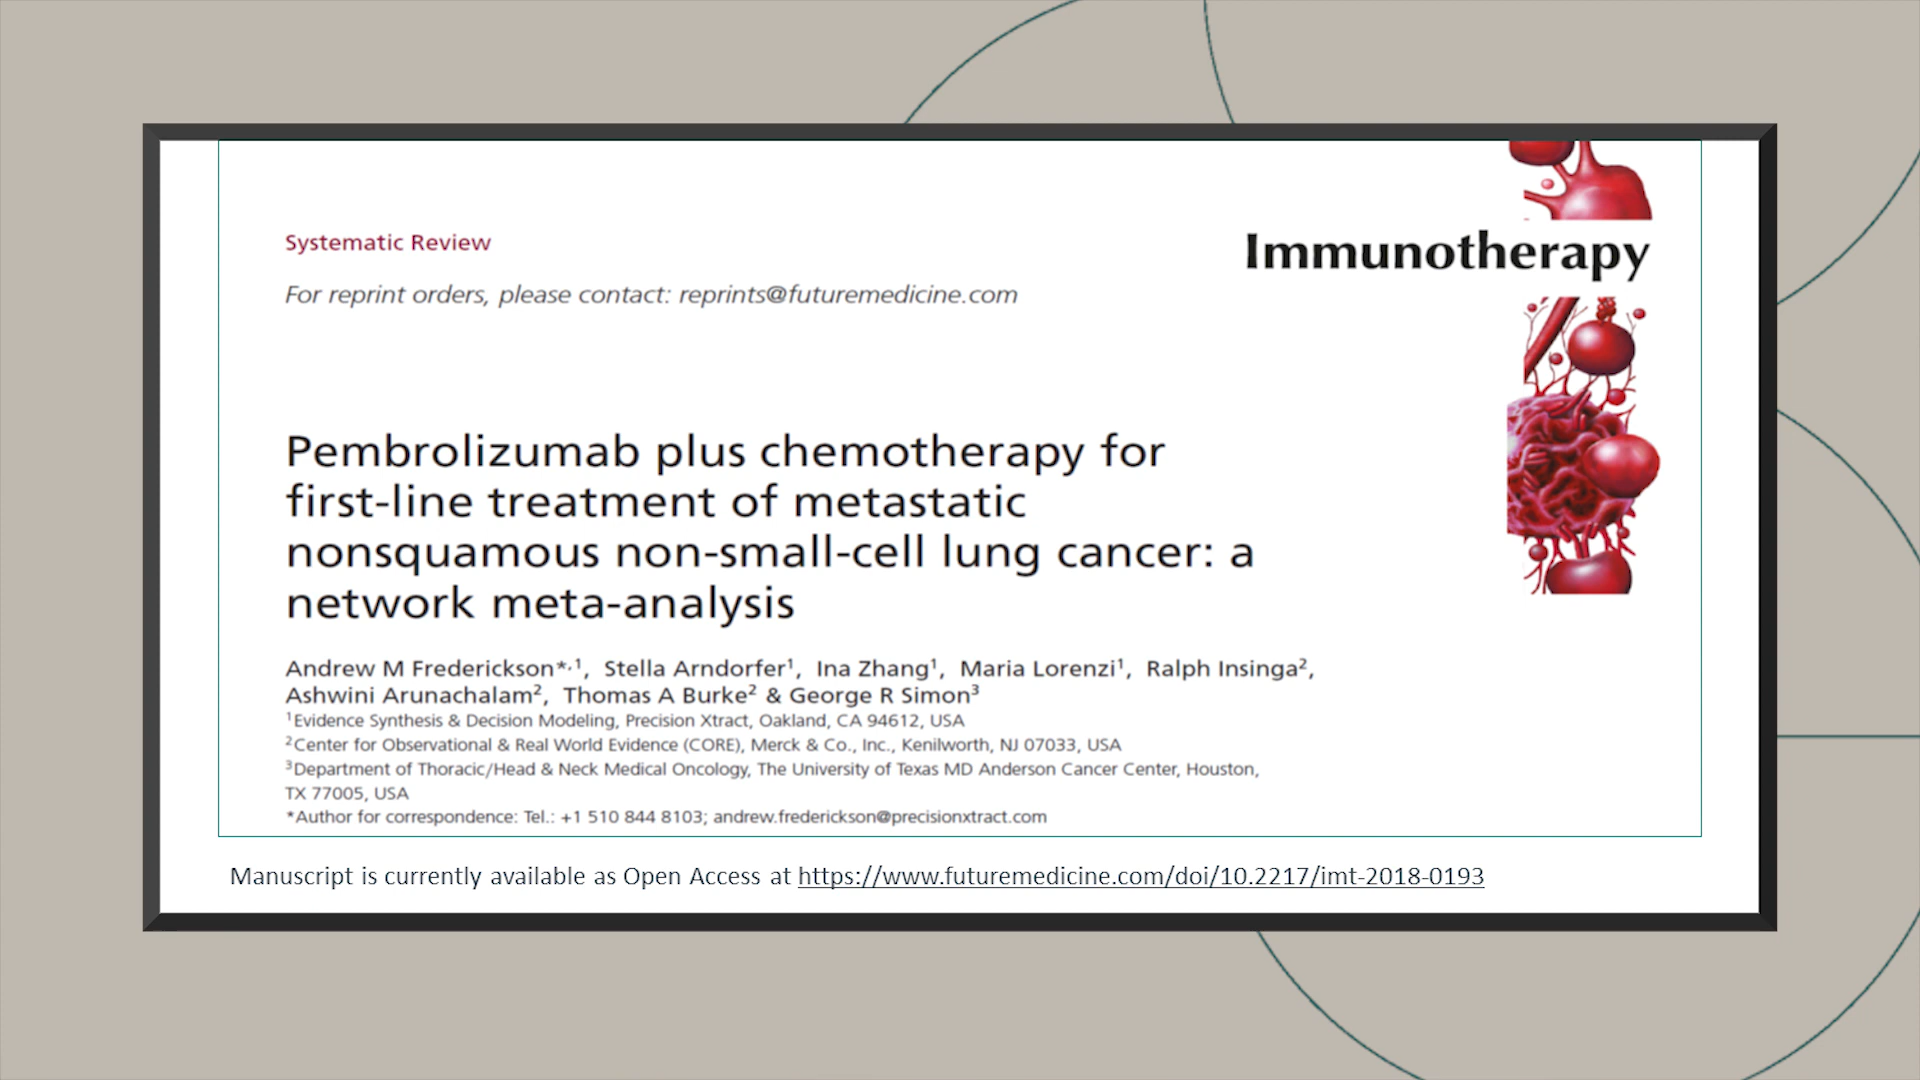 Systematic Review
Immunotherapy
For reprint orders, please contact: reprints@futuremedicine.com
Pembrolizumab plus chemotherapy for
first-line treatment of metastatic
nonsquamous non-small-cell lung cancer: a
network meta-analysis
Andrew M Frederickson*,¹, Stella Arndorfer¹, Ina Zhang¹, Maria Lorenzi¹, Ralph Insinga²,
Ashwini Arunachalam², Thomas A Burke² & George R Simon³
¹Evidence Synthesis & Decision Modeling, Precision Xtract, Oakland, CA 94612, USA
²Center for Observational & Real World Evidence (CORE), Merck & Co., Inc., Kenilworth, NJ 07033, USA
³Department of Thoracic/Head & Neck Medical Oncology, The University of Texas MD Anderson Cancer Center, Houston,
TX 77005, USA
*Author for correspondence: Tel.: +1 510 844 8103; andrew.frederickson@precisionxtract.com
Manuscript is currently available as Open Access at https://www.futuremedicine.com/doi/10.2217/imt-2018-0193